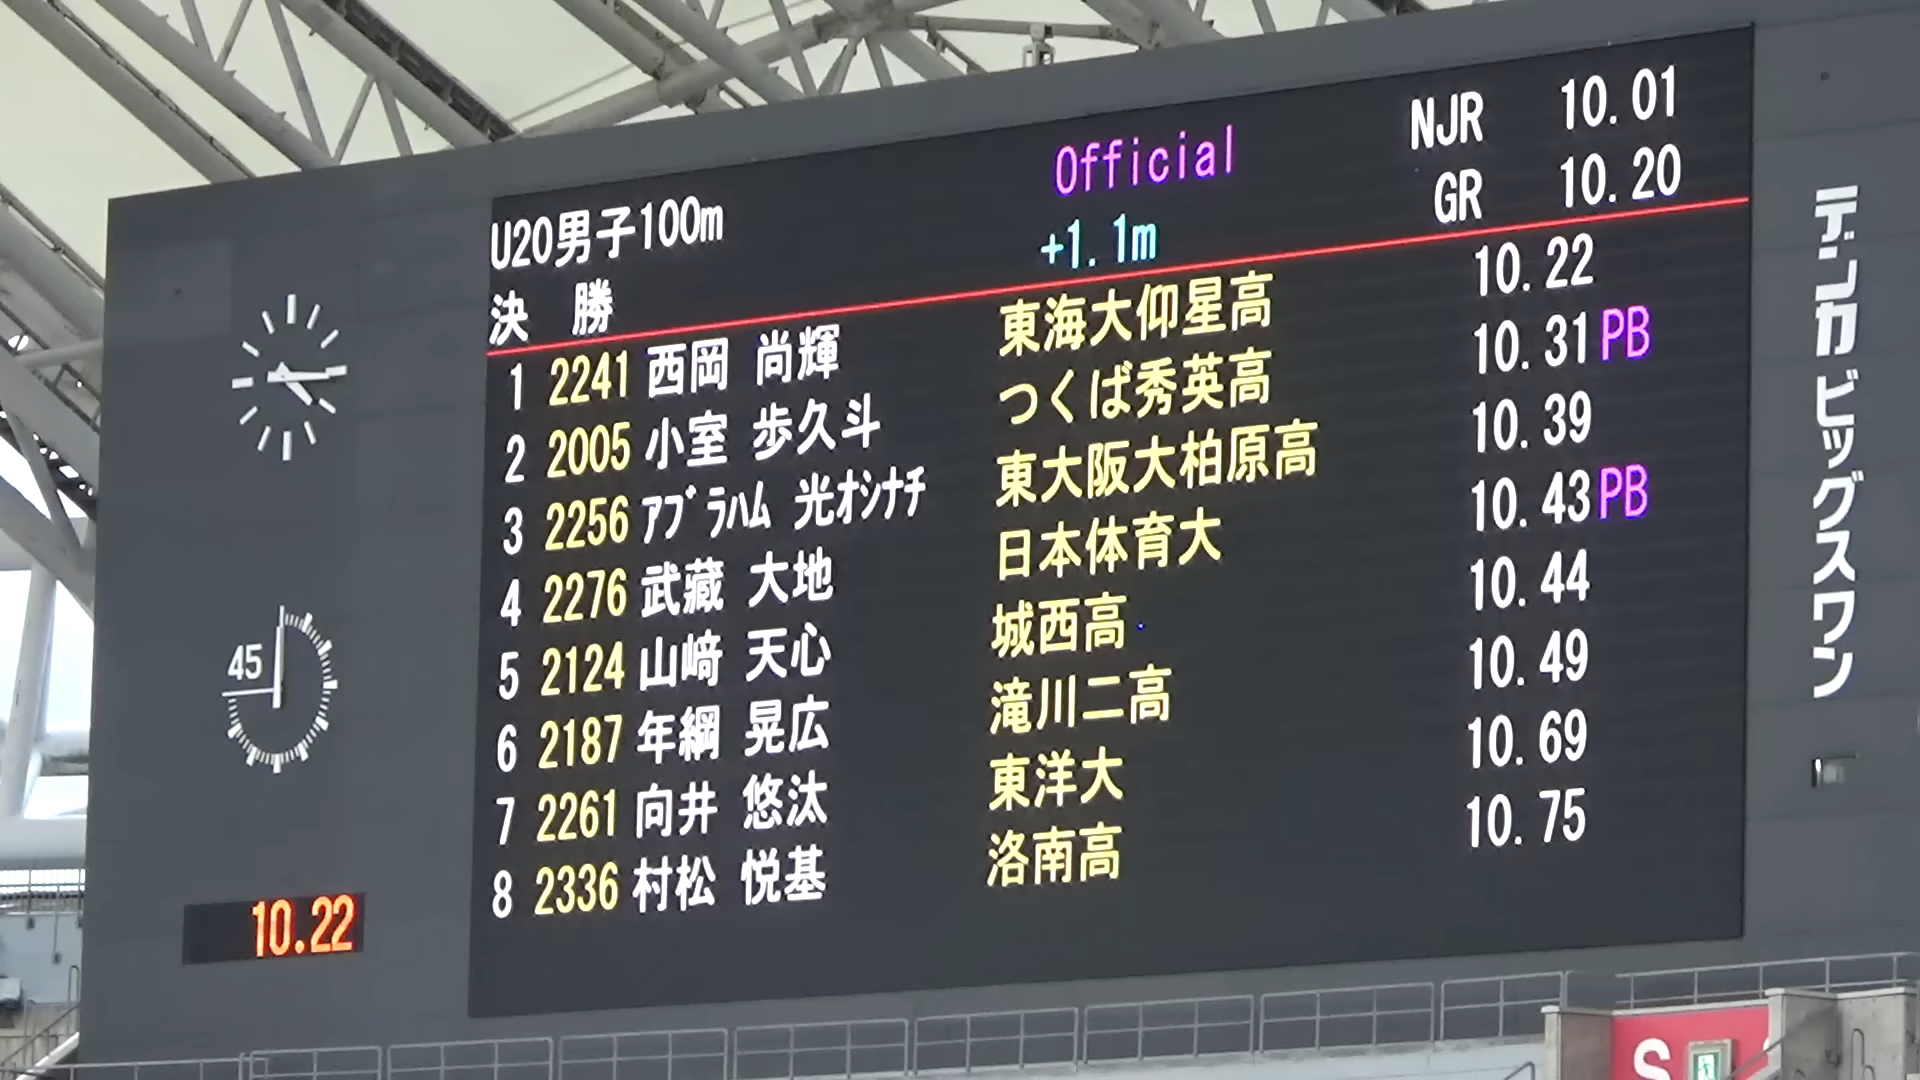 Official
NJR 10.01
U20男子100m
+1.1m
GR 10.20
決 勝
1 2241 西岡 尚輝 東海大仰星高 10.22
2 2005 小室 歩久斗 つくば秀英高 10.31 PB
3 2256 ｱﾌﾞﾗﾊﾑ 光ｵｼﾅﾁ 東大阪大柏原高 10.39
4 2276 武藏 大地 日本体育大 10.43 PB
5 2124 山﨑 天心 城西高 10.44
6 2187 年綱 晃広 滝川二高 10.49
7 2261 向井 悠汰 東洋大 10.69
8 2336 村松 悦基 洛南高 10.75
45
10.22
デンカビッグスワン
S